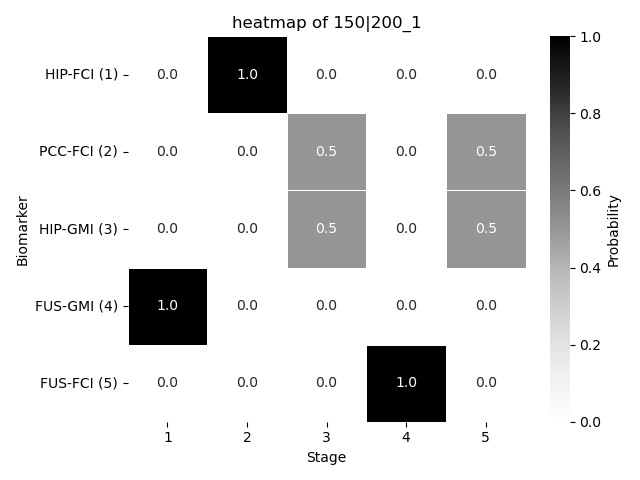 heatmap of 150|200_1
HIP-FCI (1) 0.0 1.0 0.0 0.0 0.0
PCC-FCI (2) 0.0 0.0 0.5 0.0 0.5
HIP-GMI (3) 0.0 0.0 0.5 0.0 0.5
FUS-GMI (4) 1.0 0.0 0.0 0.0 0.0
FUS-FCI (5) 0.0 0.0 0.0 1.0 0.0
1 2 3 4 5
Stage
Biomarker
1.0
0.8
0.6
0.4
0.2
0.0
Probability